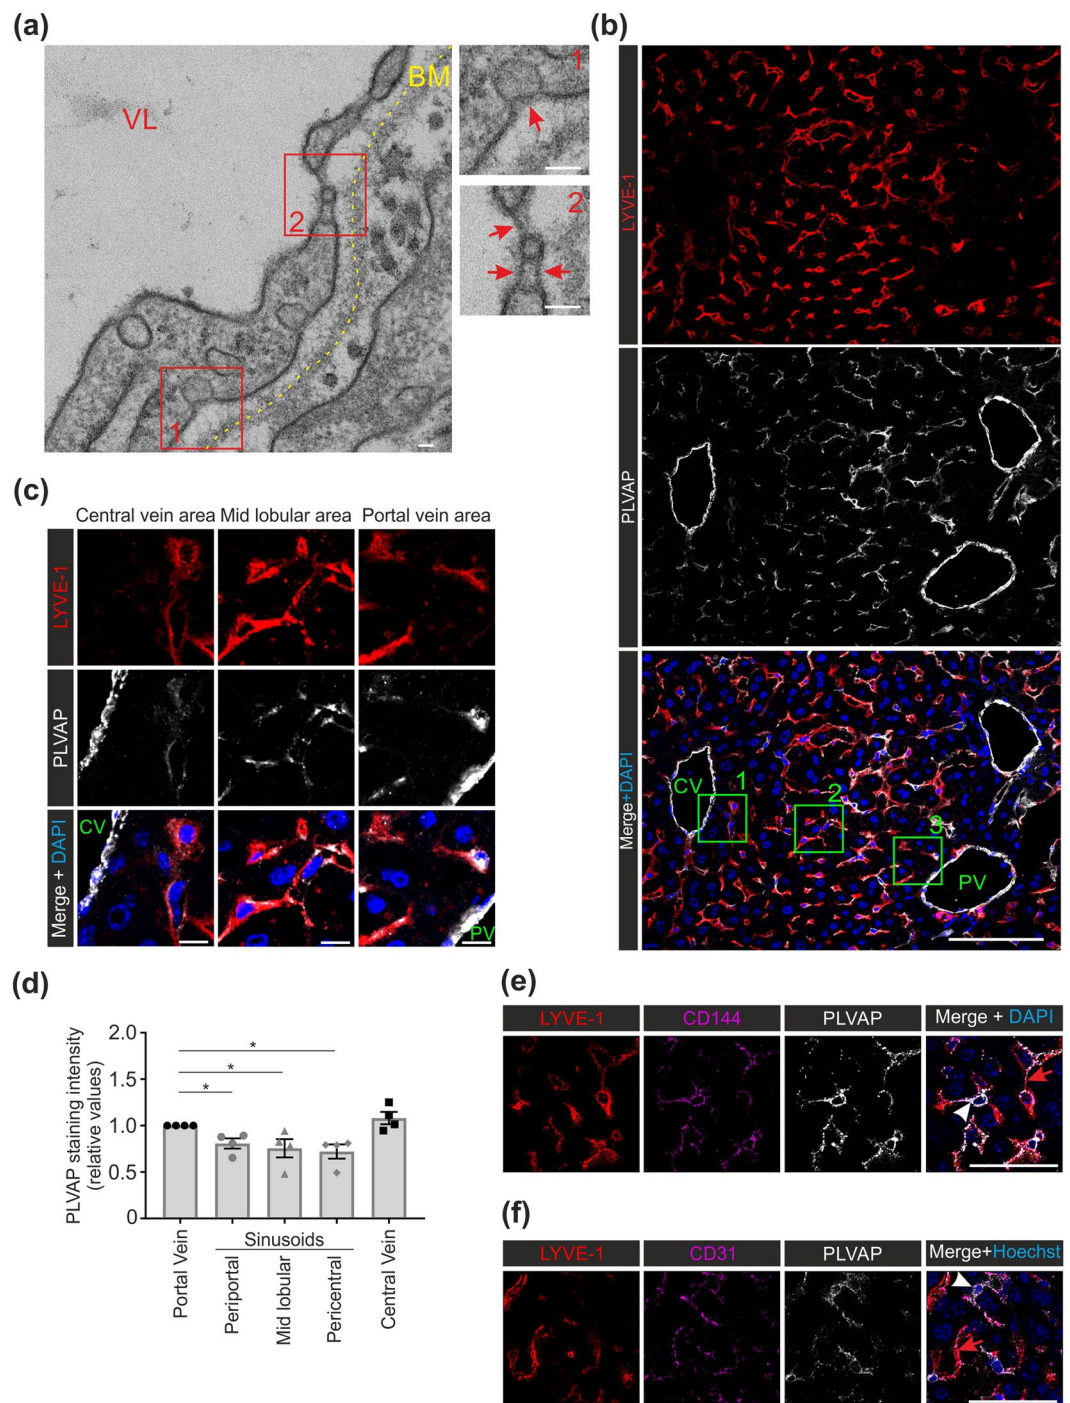 (a)
VL
BM
2
1
1
2
(b)
LYVE-1
PLVAP
Merge+DAPI
CV
1
2
3
PV
(c)
Central vein area Mid lobular area Portal vein area
LYVE-1
PLVAP
Merge + DAPI
CV
PV
(d)
PLVAP staining intensity
(relative values)
2.0
1.5
1.0
0.5
0
*
*
*
Portal Vein
Sinusoids
Periportal
Mid lobular
Pericentral
Central Vein
(e)
LYVE-1 CD144 PLVAP Merge + DAPI
(f)
LYVE-1 CD31 PLVAP Merge+Hoechst